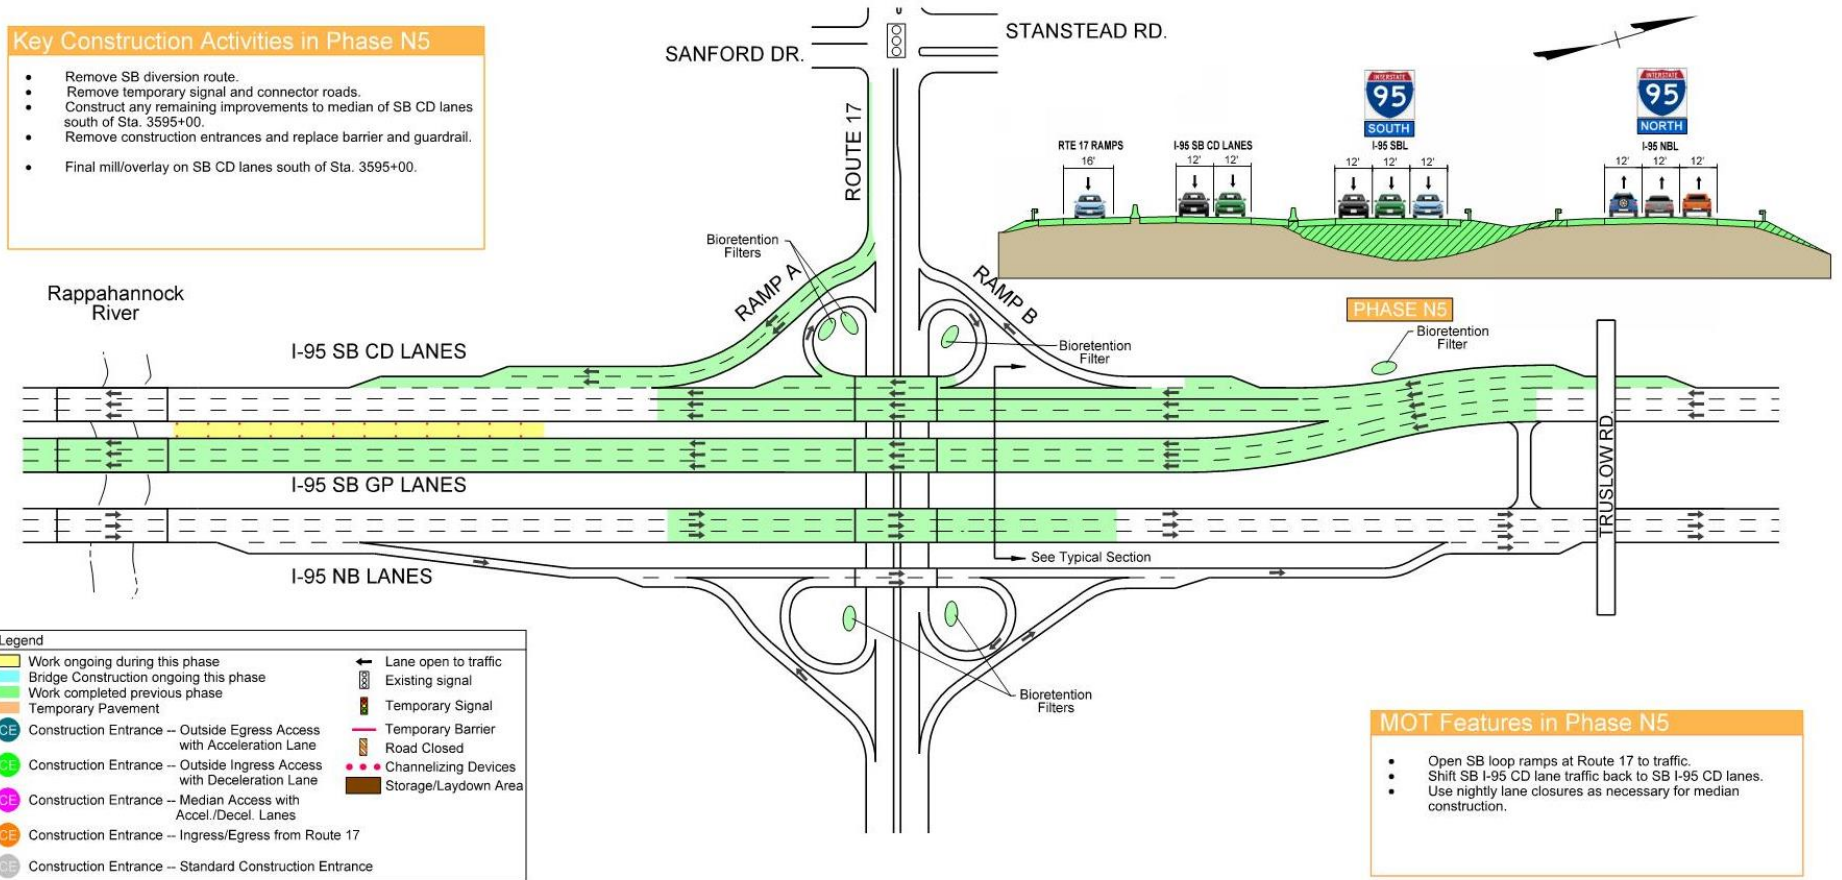 Key Construction Activities in Phase N5
• Remove SB diversion route.
• Remove temporary signal and connector roads.
• Construct any remaining improvements to median of SB CD lanes
south of Sta. 3595+00.
• Remove construction entrances and replace barrier and guardrail.
• Final mill/overlay on SB CD lanes south of Sta. 3595+00.
SANFORD DR.
STANSTEAD RD.
ROUTE 17
INTERSTATE
95
SOUTH
INTERSTATE
95
NORTH
RTE 17 RAMPS
16'
I-95 SB CD LANES
12' 12'
I-95 SBL
12' 12' 12'
I-95 NBL
12' 12' 12'
Bioretention
Filters
RAMP A
RAMP B
Rappahannock
River
PHASE N5
Bioretention
Filter
Bioretention
Filter
I-95 SB CD LANES
I-95 SB GP LANES
TRUSLOW RD.
See Typical Section
I-95 NB LANES
Bioretention
Filters
Legend
Work ongoing during this phase
Bridge Construction ongoing this phase
Work completed previous phase
Temporary Pavement
CE Construction Entrance -- Outside Egress Access
with Acceleration Lane
CE Construction Entrance -- Outside Ingress Access
with Deceleration Lane
CE Construction Entrance -- Median Access with
Accel./Decel. Lanes
CE Construction Entrance -- Ingress/Egress from Route 17
CE Construction Entrance -- Standard Construction Entrance
Lane open to traffic
Existing signal
Temporary Signal
Temporary Barrier
Road Closed
Channelizing Devices
Storage/Laydown Area
MOT Features in Phase N5
• Open SB loop ramps at Route 17 to traffic.
• Shift SB I-95 CD lane traffic back to SB I-95 CD lanes.
• Use nightly lane closures as necessary for median
construction.